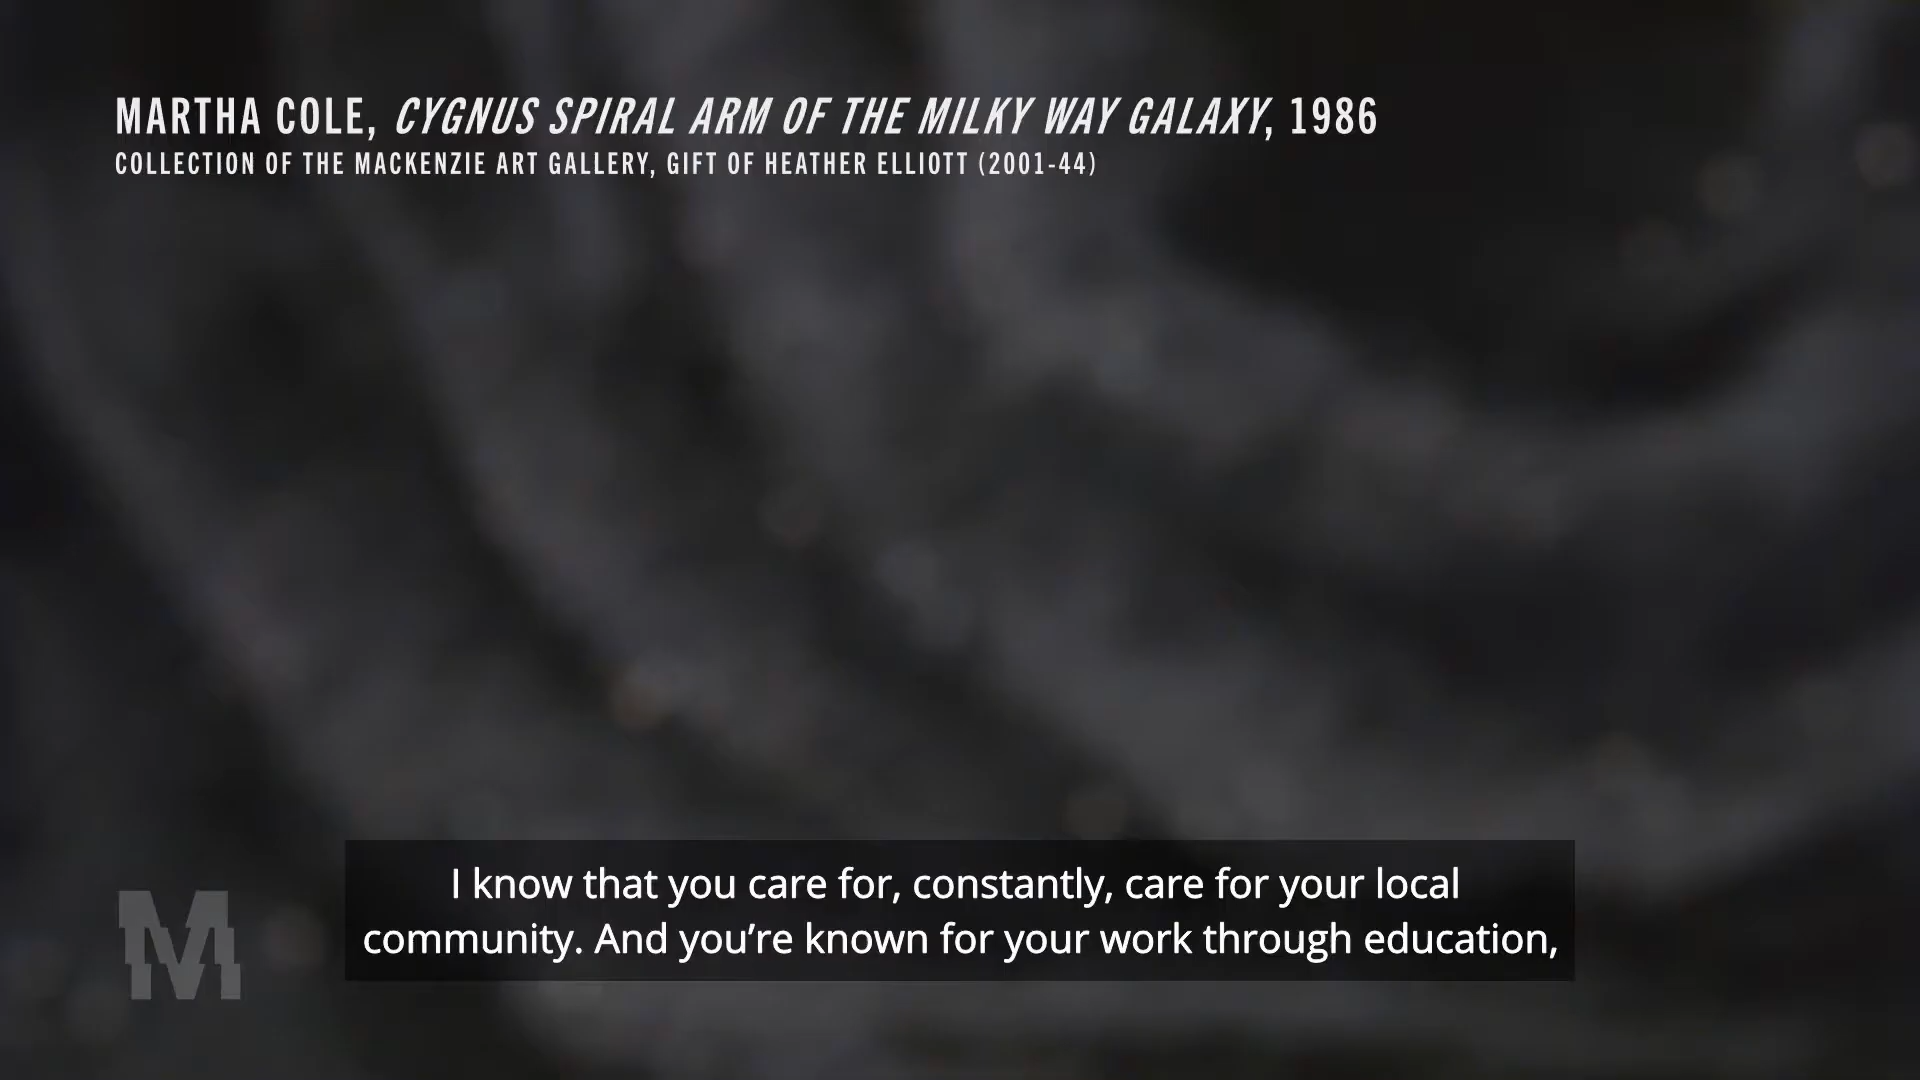 MARTHA COLE, CYGNUS SPIRAL ARM OF THE MILKY WAY GALAXY, 1986
COLLECTION OF THE MACKENZIE ART GALLERY, GIFT OF HEATHER ELLIOTT (2001-44)
I know that you care for, constantly, care for your local
community. And you’re known for your work through education,
M